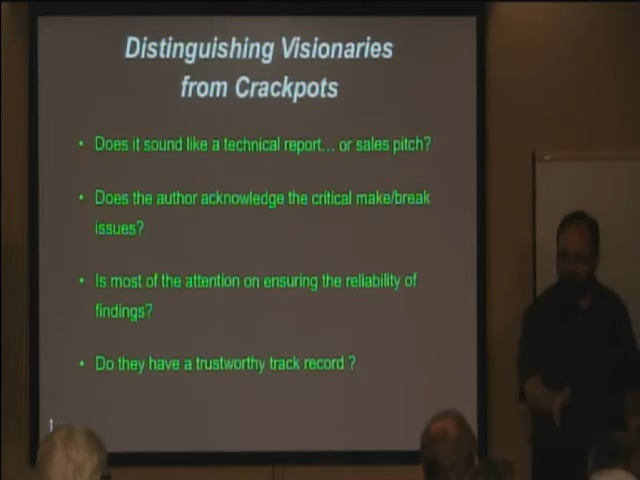 Distinguishing Visionaries
from Crackpots
• Does it sound like a technical report... or sales pitch?
• Does the author acknowledge the critical make/break
issues?
• Is most of the attention on ensuring the reliability of
findings?
• Do they have a trustworthy track record ?